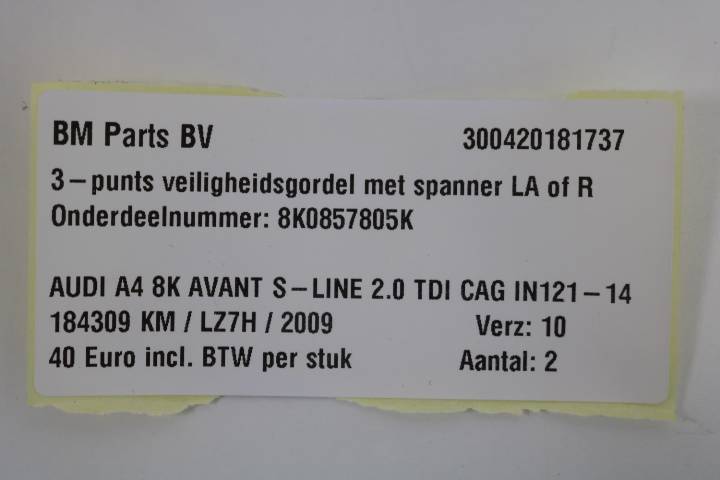 BM Parts BV 300420181737
3-punts veiligheidsgordel met spanner LA of R
Onderdeelnummer: 8K0857805K
AUDI A4 8K AVANT S-LINE 2.0 TDI CAG IN121-14
184309 KM / LZ7H / 2009 Verz: 10
40 Euro incl. BTW per stuk Aantal: 2